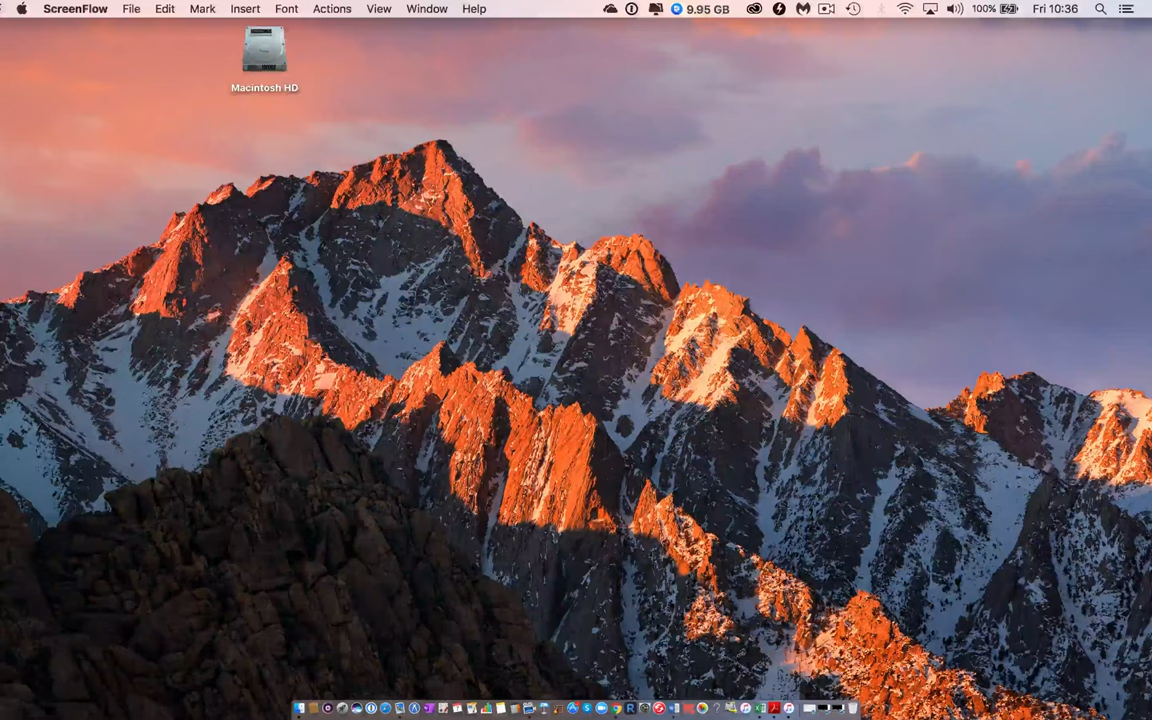 ScreenFlow File Edit Mark Insert Font Actions View Window Help 9.95 GB 100% Fri 10:36
Macintosh HD